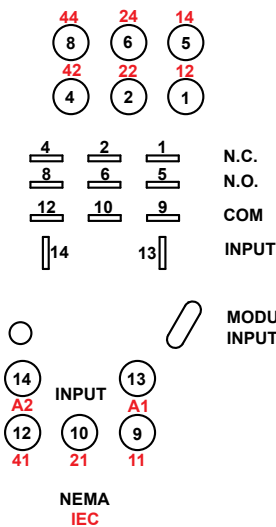 44 24 14
8 6 5
42 22 12
4 2 1
4 2 1 N.C.
8 6 5 N.O.
12 10 9 COM
14 13 INPUT
MODU
INPUT
14 INPUT 13
A2 A1
12 10 9
41 21 11
NEMA
IEC